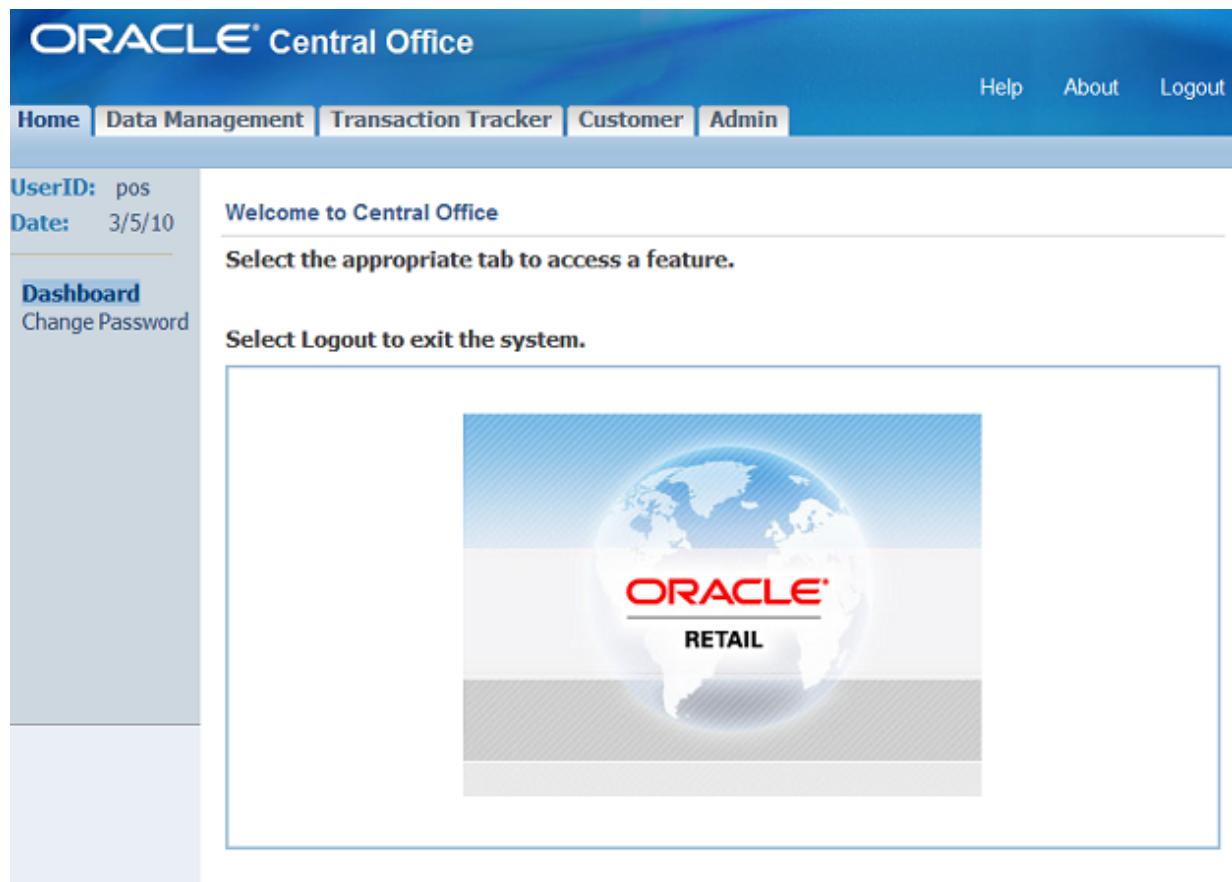 ORACLE® Central Office
Help About Logout
Home Data Management Transaction Tracker Customer Admin
UserID: pos
Date: 3/5/10
Dashboard
Change Password
Welcome to Central Office
Select the appropriate tab to access a feature.
Select Logout to exit the system.
ORACLE®
RETAIL